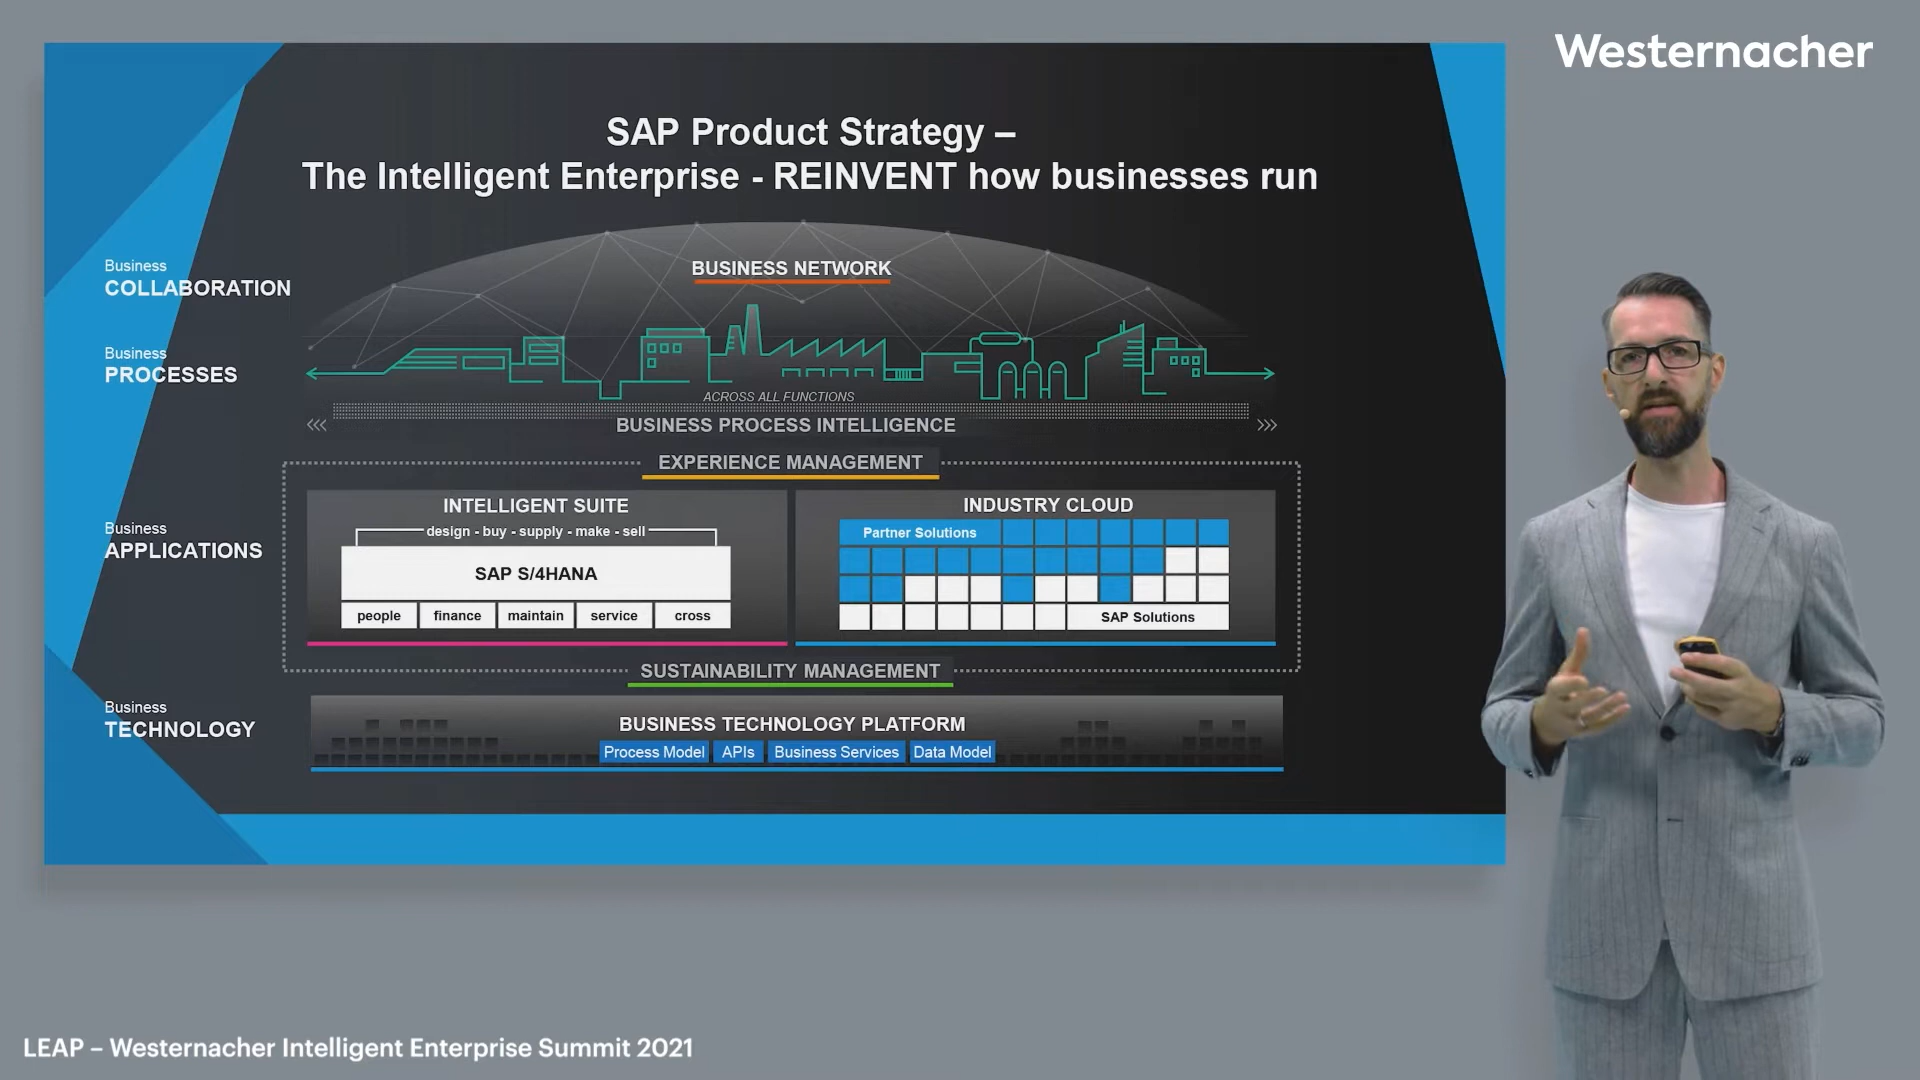 Westernacher
SAP Product Strategy –
The Intelligent Enterprise - REINVENT how businesses run
Business
COLLABORATION
BUSINESS NETWORK
Business
PROCESSES
ACROSS ALL FUNCTIONS
BUSINESS PROCESS INTELLIGENCE
EXPERIENCE MANAGEMENT
Business
APPLICATIONS
INTELLIGENT SUITE
design - buy - supply - make - sell
SAP S/4HANA
people finance maintain service cross
INDUSTRY CLOUD
Partner Solutions
SAP Solutions
SUSTAINABILITY MANAGEMENT
Business
TECHNOLOGY
BUSINESS TECHNOLOGY PLATFORM
Process Model APIs Business Services Data Model
LEAP – Westernacher Intelligent Enterprise Summit 2021